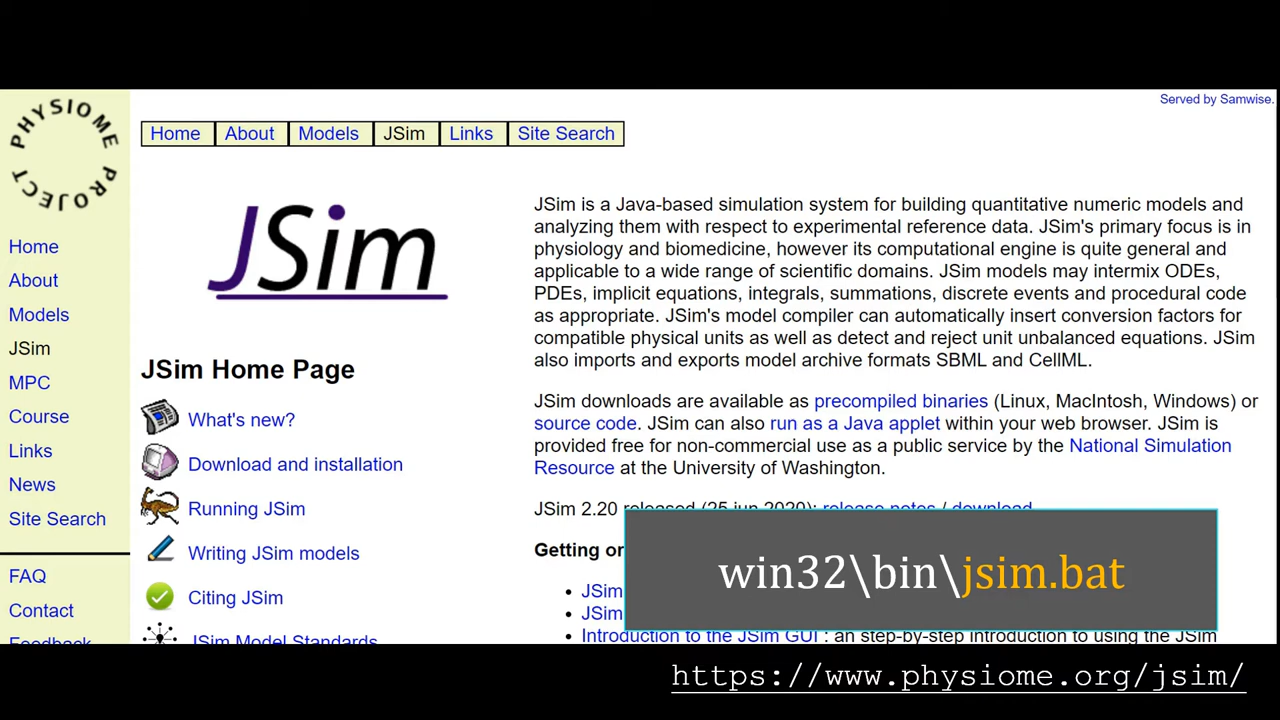 Served by Samwise.
PHYSIOME PROJECT
Home About Models JSim Links Site Search
Home
About
Models
JSim
MPC
Course
Links
News
Site Search
FAQ
Contact
Feedback
JSim
JSim Home Page
What's new?
Download and installation
Running JSim
Writing JSim models
Citing JSim
JSim Model Standards
JSim is a Java-based simulation system for building quantitative numeric models and
analyzing them with respect to experimental reference data. JSim's primary focus is in
physiology and biomedicine, however its computational engine is quite general and
applicable to a wide range of scientific domains. JSim models may intermix ODEs,
PDEs, implicit equations, integrals, summations, discrete events and procedural code
as appropriate. JSim's model compiler can automatically insert conversion factors for
compatible physical units as well as detect and reject unit unbalanced equations. JSim
also imports and exports model archive formats SBML and CellML.
JSim downloads are available as precompiled binaries (Linux, MacIntosh, Windows) or
source code. JSim can also run as a Java applet within your web browser. JSim is
provided free for non-commercial use as a public service by the National Simulation
Resource at the University of Washington.
JSim 2.20 released (25 jun 2020): release notes / download
Getting
JSim
JSim
Introduction to the JSim GUI : an step-by-step introduction to using the JSim
win32\bin\jsim.bat
https://www.physiome.org/jsim/